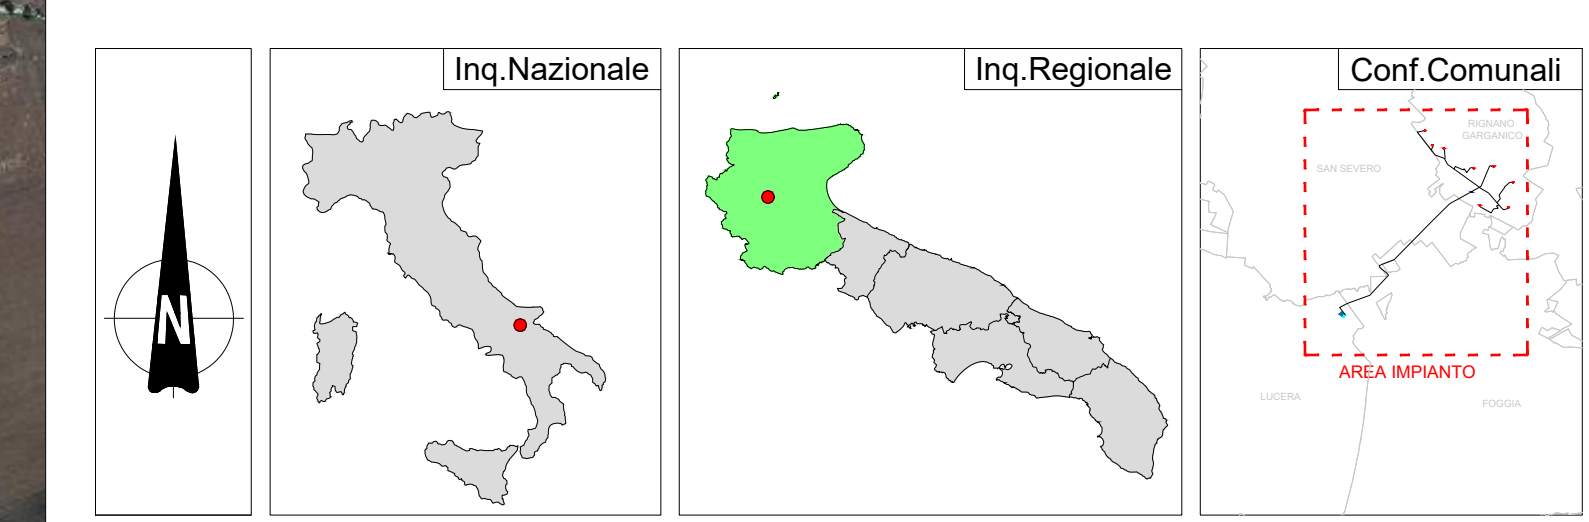 N
Inq.Nazionale
Inq.Regionale
Conf.Comunali
RIGNANO
GARGANICO
SAN SEVERO
AREA IMPIANTO
LUCERA
FOGGIA